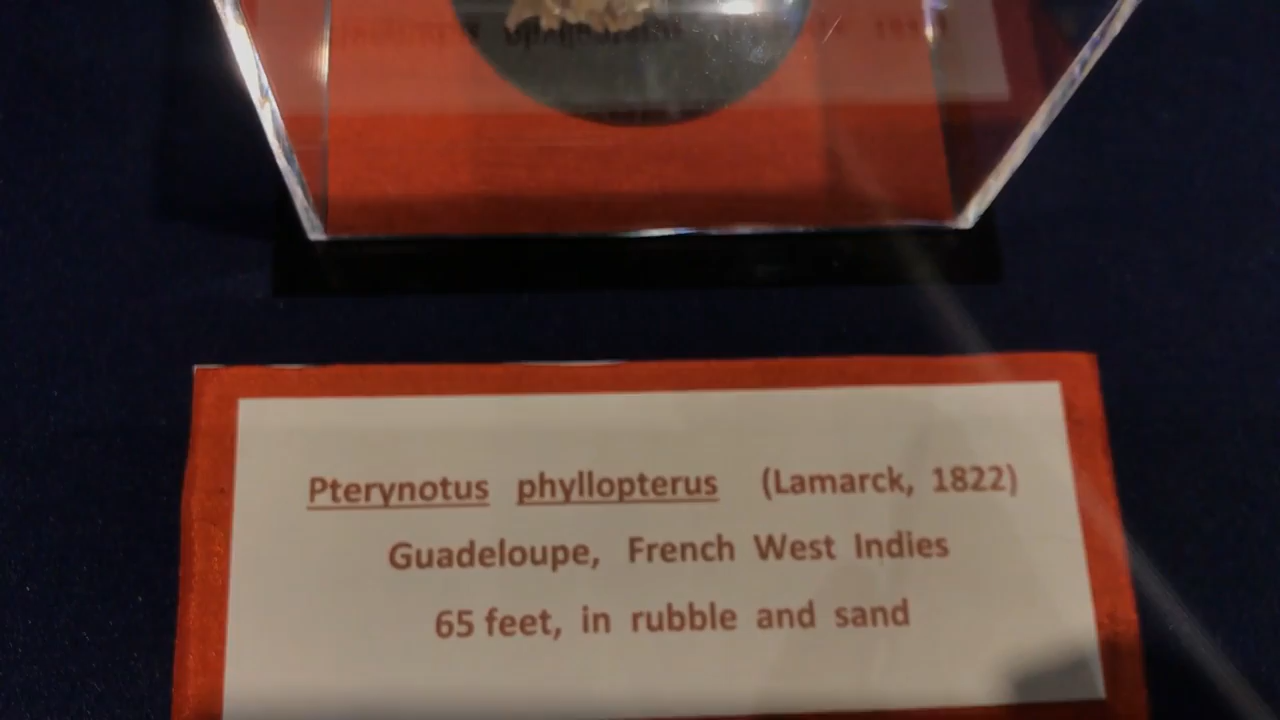 Pterynotus phyllopterus (Lamarck, 1822)
Guadeloupe, French West Indies
65 feet, in rubble and sand